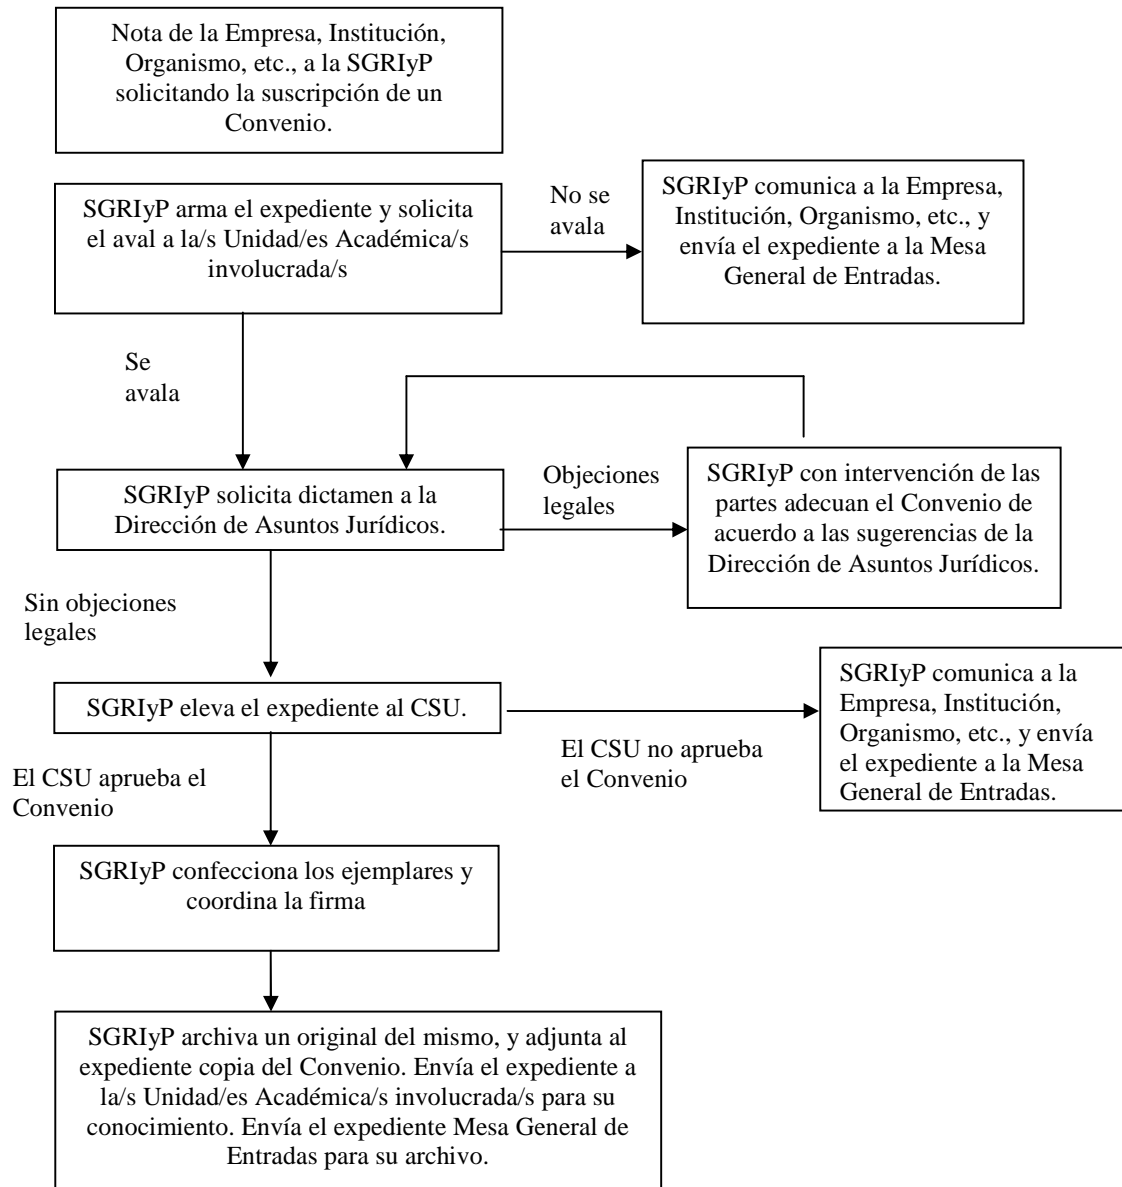 Nota de la Empresa, Institución,
Organismo, etc., a la SGRIyP
solicitando la suscripción de un
Convenio.
SGRIyP arma el expediente y solicita
el aval a la/s Unidad/es Académica/s
involucrada/s
No se
avala
SGRIyP comunica a la Empresa,
Institución, Organismo, etc., y
envía el expediente a la Mesa
General de Entradas.
Se
avala
SGRIyP solicita dictamen a la
Dirección de Asuntos Jurídicos.
Objeciones
legales
SGRIyP con intervención de las
partes adecuan el Convenio de
acuerdo a las sugerencias de la
Dirección de Asuntos Jurídicos.
Sin objeciones
legales
SGRIyP eleva el expediente al CSU.
El CSU no aprueba
el Convenio
SGRIyP comunica a la
Empresa, Institución,
Organismo, etc., y envía
el expediente a la Mesa
General de Entradas.
El CSU aprueba el
Convenio
SGRIyP confecciona los ejemplares y
coordina la firma
SGRIyP archiva un original del mismo, y adjunta al
expediente copia del Convenio. Envía el expediente a
la/s Unidad/es Académica/s involucrada/s para su
conocimiento. Envía el expediente Mesa General de
Entradas para su archivo.